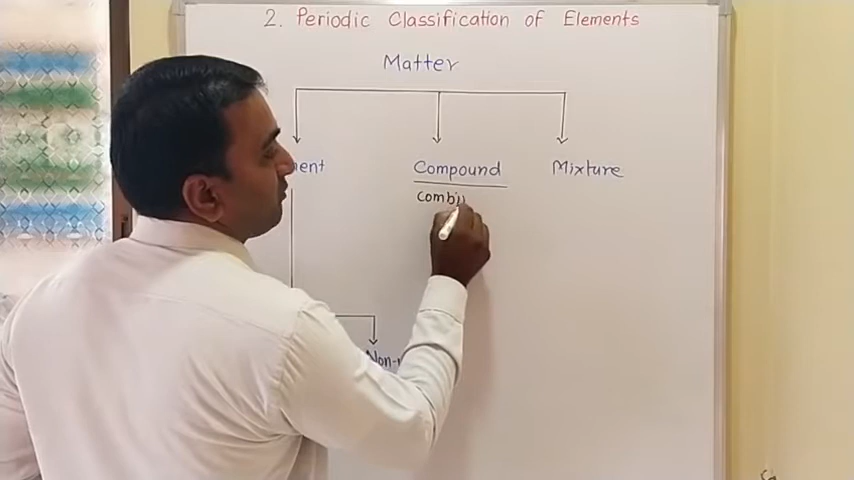 2. Periodic Classification of Elements
Matter
Compound Mixture